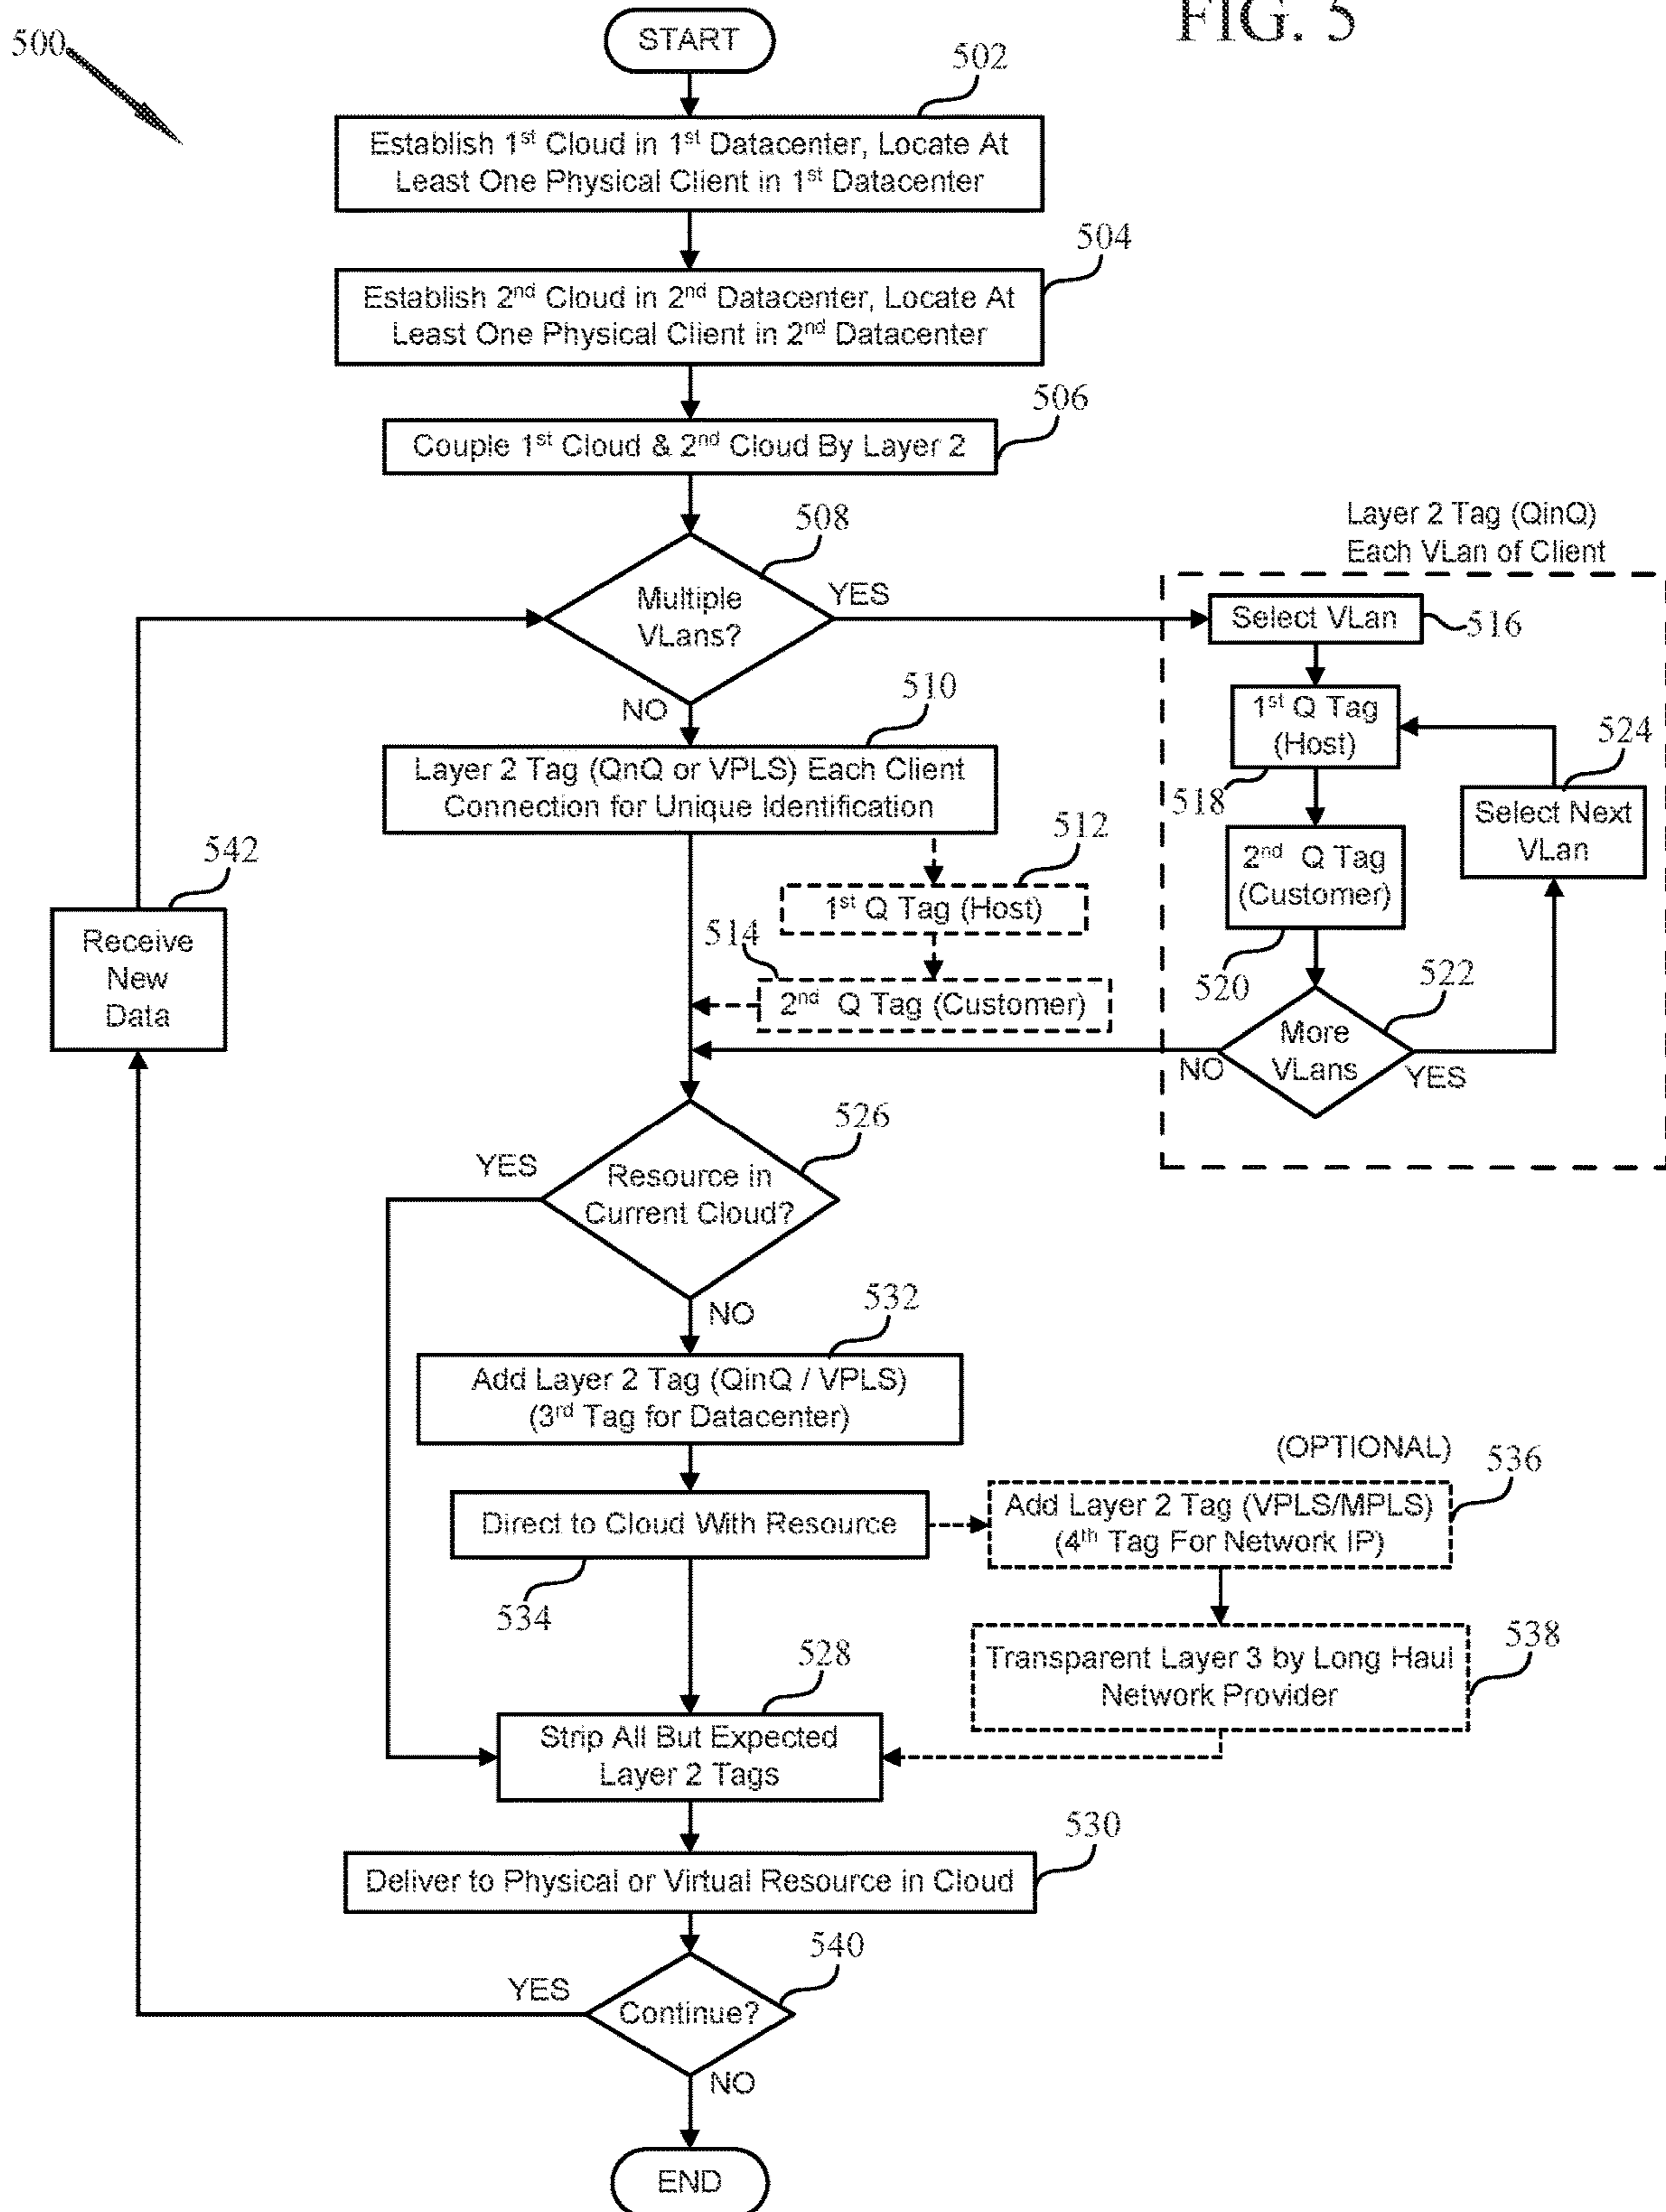 FIG. 5
500
START
502
Establish 1st Cloud in 1st Datacenter, Locate At
Least One Physical Client in 1st Datacenter
504
Establish 2nd Cloud in 2nd Datacenter, Locate At
Least One Physical Client in 2nd Datacenter
506
Couple 1st Cloud & 2nd Cloud By Layer 2
508
Multiple
VLans?
YES
NO
Layer 2 Tag (QinQ)
Each VLan of Client
Select VLan
516
1st Q Tag
(Host)
518
524
Select Next
VLan
2nd Q Tag
(Customer)
520
522
More
VLans
NO
YES
510
Layer 2 Tag (QnQ or VPLS) Each Client
Connection for Unique Identification
512
1st Q Tag (Host)
514
2nd Q Tag (Customer)
542
Receive
New
Data
526
YES
Resource in
Current Cloud?
NO
532
Add Layer 2 Tag (QinQ / VPLS)
(3rd Tag for Datacenter)
Direct to Cloud With Resource
534
(OPTIONAL)
536
Add Layer 2 Tag (VPLS/MPLS)
(4th Tag For Network IP)
538
Transparent Layer 3 by Long Haul
Network Provider
528
Strip All But Expected
Layer 2 Tags
530
Deliver to Physical or Virtual Resource in Cloud
540
YES
Continue?
NO
END